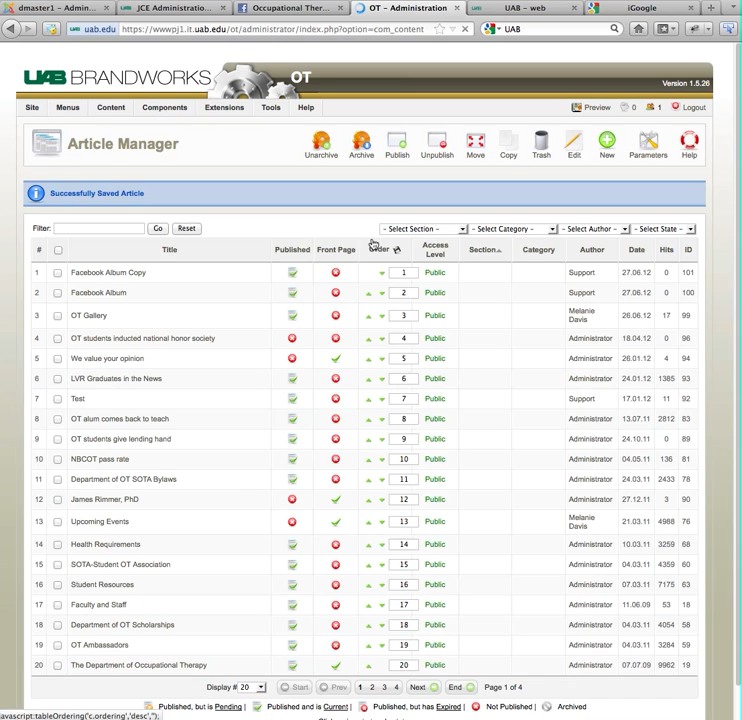 dmaster1 – Admin... JCE Administratio... Occupational Ther... OT – Administration UAB – web iGoogle
uab.edu https://wwwpj1.it.uab.edu/ot/administrator/index.php?option=com_content UAB
UAB BRANDWORKS OT
Version 1.5.26
Site Menus Content Components Extensions Tools Help Preview 0 1 Logout
Article Manager
Unarchive Archive Publish Unpublish Move Copy Trash Edit New Parameters Help
Successfully Saved Article
Filter: Go Reset - Select Section - - Select Category - - Select Author - - Select State -
# Title Published Front Page Order Access Level Section Category Author Date Hits ID
1 Facebook Album Copy 1 Public Support 27.06.12 0 101
2 Facebook Album 2 Public Support 27.06.12 0 100
3 OT Gallery 3 Public Melanie Davis 26.06.12 17 99
4 OT students inducted national honor society 4 Public Administrator 18.04.12 0 96
5 We value your opinion 5 Public Administrator 26.01.12 4 94
6 LVR Graduates in the News 6 Public Administrator 24.01.12 1385 93
7 Test 7 Public Support 17.01.12 11 92
8 OT alum comes back to teach 8 Public Administrator 13.07.11 2812 83
9 OT students give lending hand 9 Public Administrator 24.10.11 0 89
10 NBCOT pass rate 10 Public Administrator 04.05.11 136 81
11 Department of OT SOTA Bylaws 11 Public Administrator 24.03.11 2433 78
12 James Rimmer, PhD 12 Public Administrator 27.12.11 3 90
13 Upcoming Events 13 Public Melanie Davis 21.03.11 4988 76
14 Health Requirements 14 Public Administrator 10.03.11 3259 68
15 SOTA-Student OT Association 15 Public Administrator 04.03.11 4359 60
16 Student Resources 16 Public Administrator 07.03.11 7175 63
17 Faculty and Staff 17 Public Administrator 11.06.09 53 18
18 Department of OT Scholarships 18 Public Administrator 04.03.11 4054 58
19 OT Ambassadors 19 Public Administrator 04.03.11 3284 59
20 The Department of Occupational Therapy 20 Public Administrator 07.07.09 9962 19
Display # 20 Start Prev 1 2 3 4 Next End Page 1 of 4
Published, but is Pending Published and is Current Published, but has Expired Not Published Archived
javascript:tableOrdering('c.ordering','desc','');